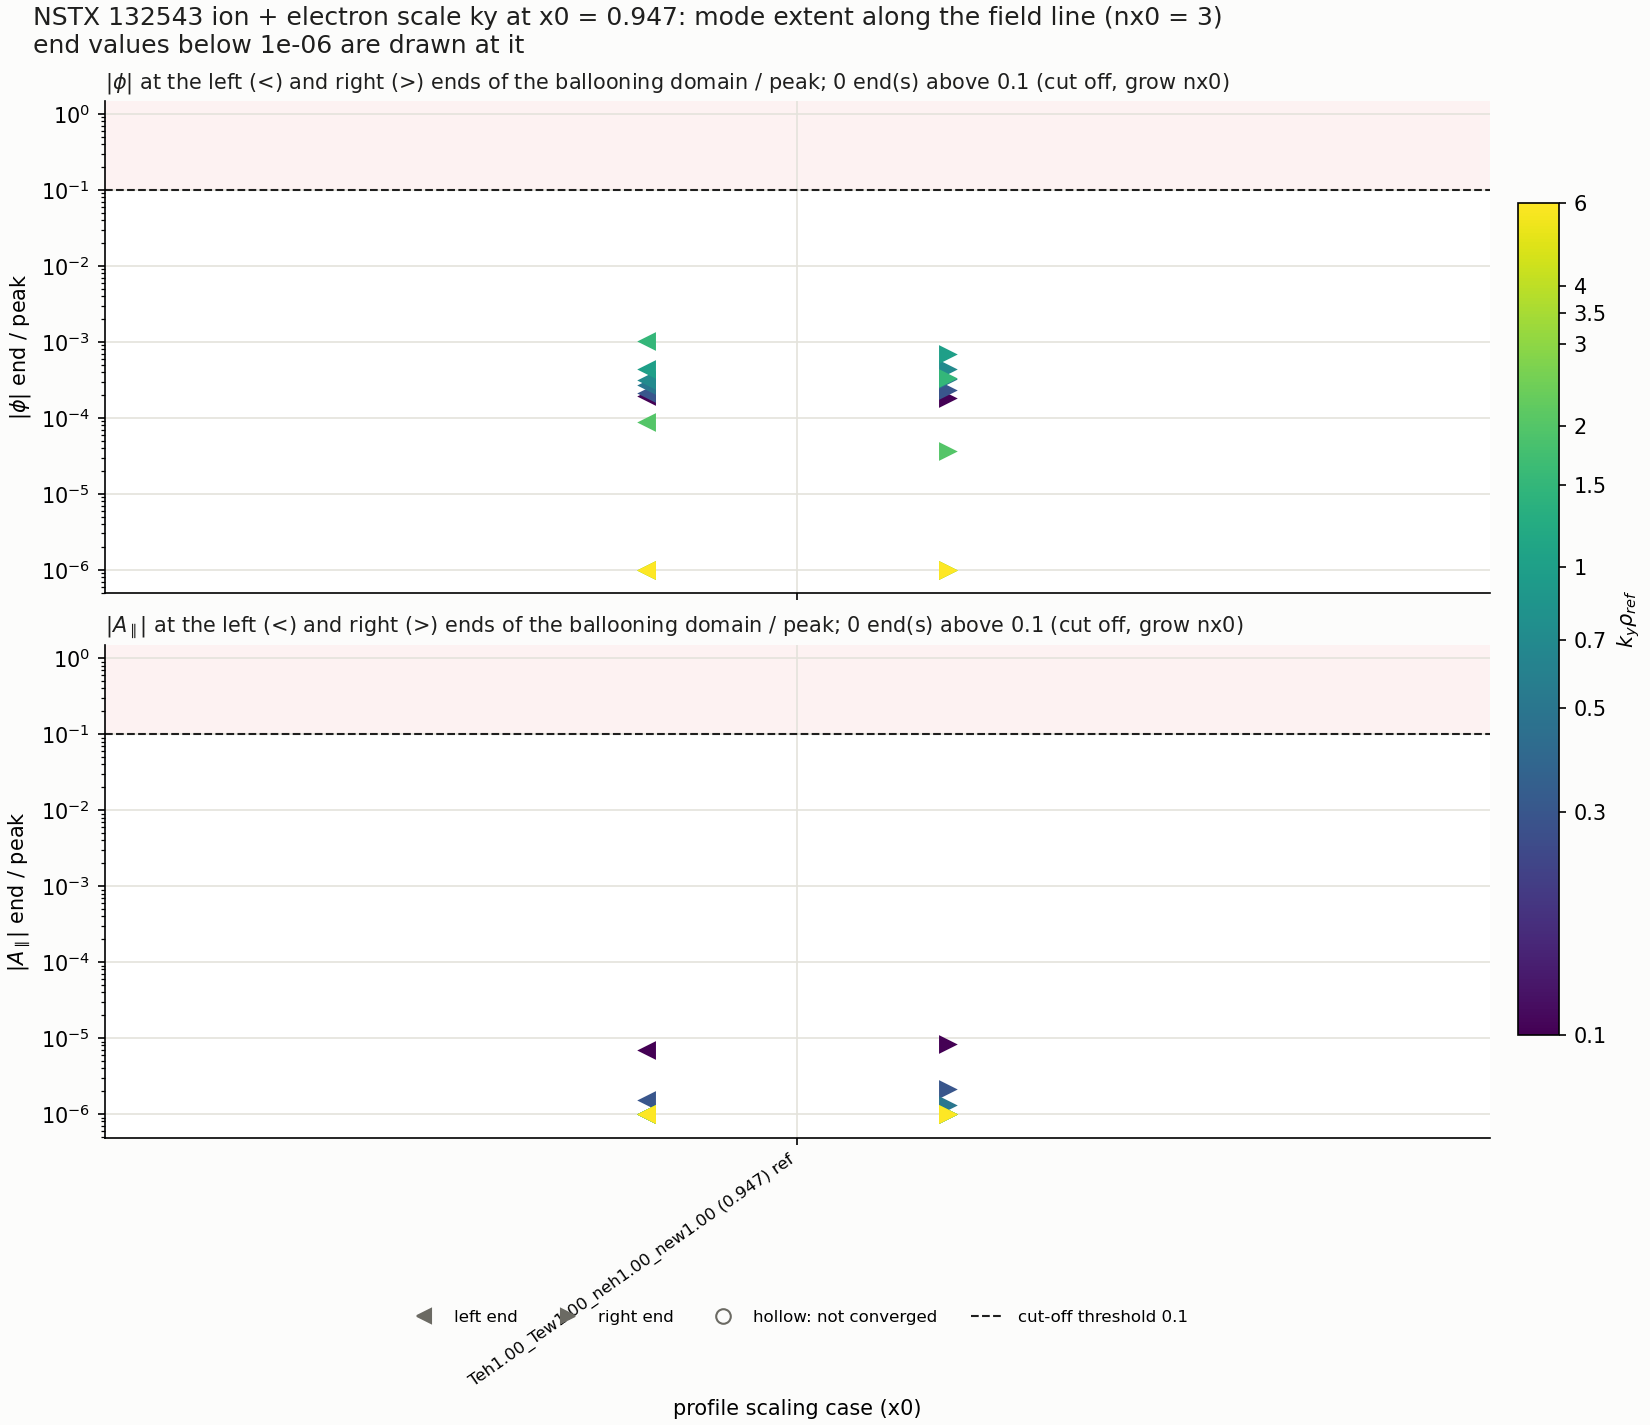 NSTX 132543 ion + electron scale ky at x0 = 0.947: mode extent along the field line (nx0 = 3)
end values below 1e-06 are drawn at it
|ϕ| at the left (<) and right (>) ends of the ballooning domain / peak; 0 end(s) above 0.1 (cut off, grow nx0)
10⁰
10⁻¹
10⁻²
10⁻³
10⁻⁴
10⁻⁵
10⁻⁶
|ϕ| end / peak
|A∥| at the left (<) and right (>) ends of the ballooning domain / peak; 0 end(s) above 0.1 (cut off, grow nx0)
10⁰
10⁻¹
10⁻²
10⁻³
10⁻⁴
10⁻⁵
10⁻⁶
|A∥| end / peak
6
4
3.5
3
2
1.5
1
0.7
0.5
0.3
0.1
k_yρ_ref
Teh1.00_Tew1.00_neh1.00_new1.00 (0.947) ref
left end
right end
hollow: not converged
cut-off threshold 0.1
profile scaling case (x0)